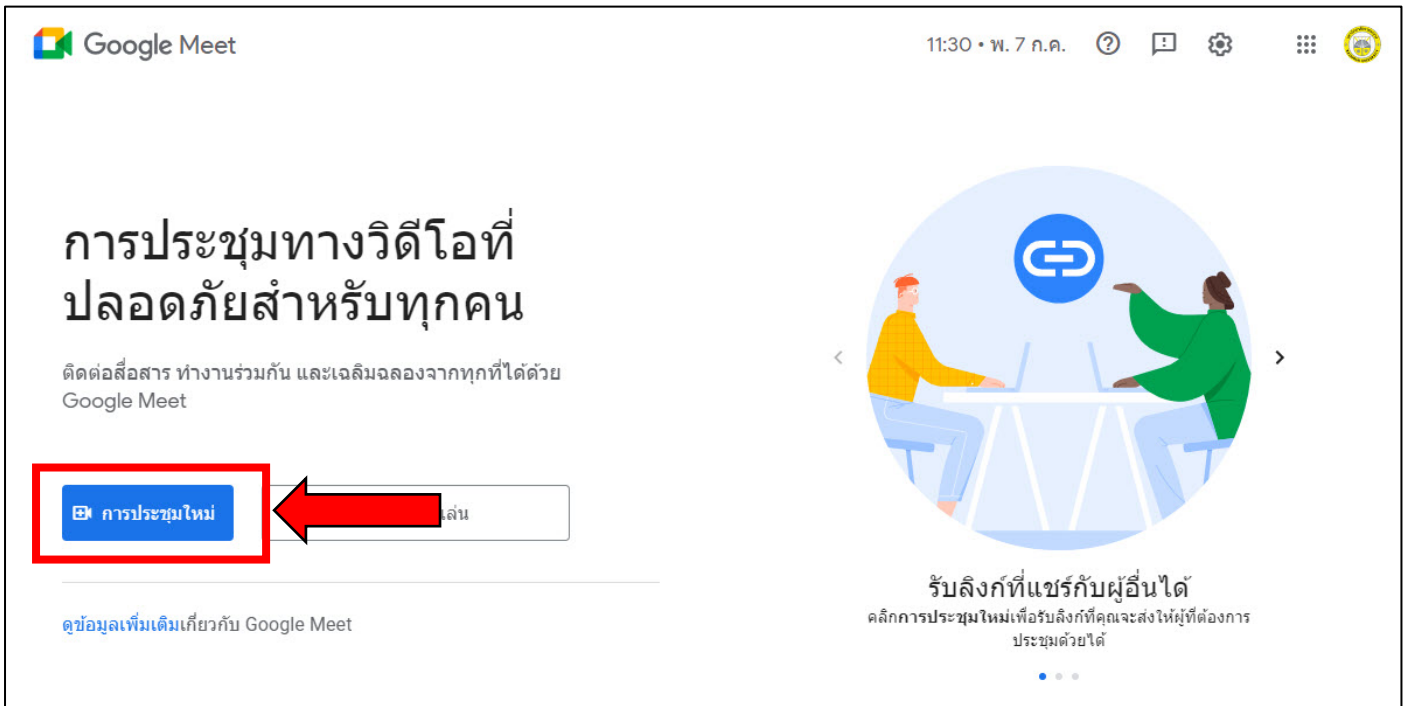 Google Meet
11:30 • พ. 7 ก.ค.
การประชุมทางวิดีโอที่
ปลอดภัยสำหรับทุกคน
ติดต่อสื่อสาร ทำงานร่วมกัน และเฉลิมฉลองจากทุกที่ได้ด้วย
Google Meet
การประชุมใหม่
เล่น
ดูข้อมูลเพิ่มเติมเกี่ยวกับ Google Meet
รับลิงก์ที่แชร์กับผู้อื่นได้
คลิกการประชุมใหม่เพื่อรับลิงก์ที่คุณจะส่งให้ผู้ที่ต้องการ
ประชุมด้วยได้